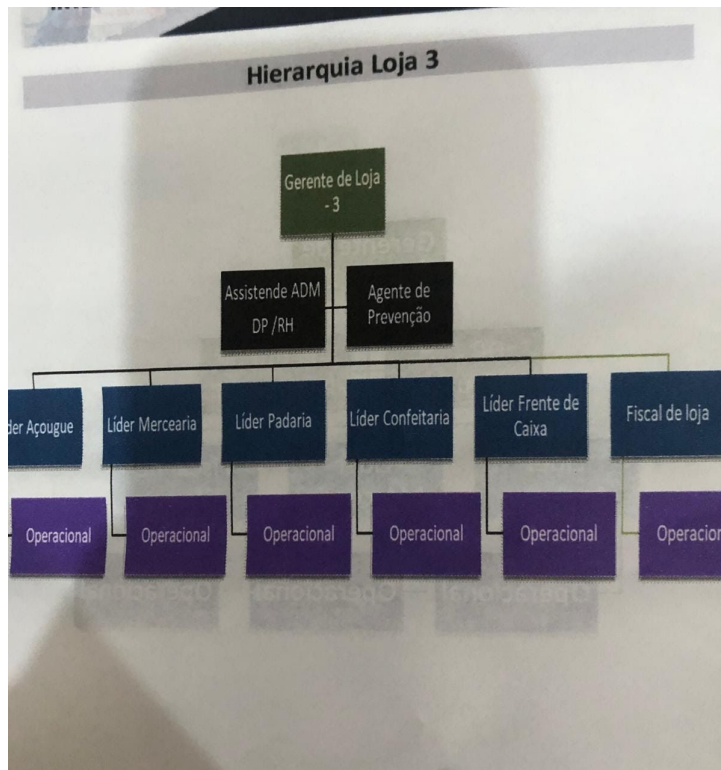 Hierarquia Loja 3
Gerente de Loja
- 3
Assistende ADM
DP /RH
Agente de
Prevenção
der Açougue
Líder Mercearia
Líder Padaria
Líder Confeitaria
Líder Frente de
Caixa
Fiscal de loja
Operacional
Operacional
Operacional
Operacional
Operacional
Operacion